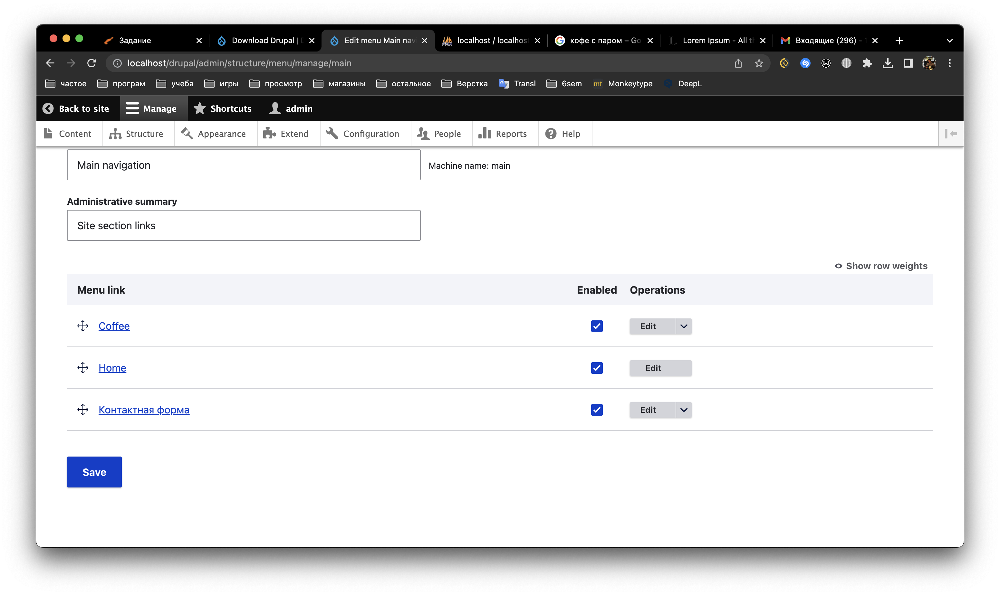 Задание
Download Drupal |
Edit menu Main nav
localhost / localhost
кофе с паром – Go
Lorem Ipsum - All th
Входящие (296) -
localhost/drupal/admin/structure/menu/manage/main
частое
програм
учеба
игры
просмотр
магазины
остальное
Верстка
Transl
6sem
mt Monkeytype
DeepL
Back to site
Manage
Shortcuts
admin
Content
Structure
Appearance
Extend
Configuration
People
Reports
Help
Main navigation
Machine name: main
Administrative summary
Site section links
Show row weights
Menu link Enabled Operations
Coffee Edit
Home Edit
Контактная форма Edit
Save